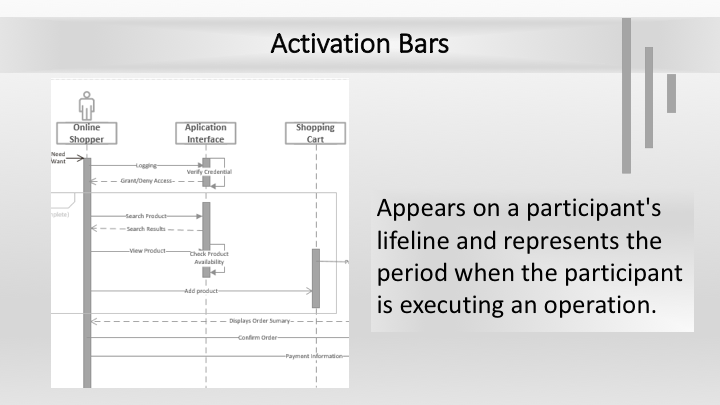 Activation Bars
Online
Shopper
Aplication
Interface
Shopping
Cart
Need
Want
Logging
Verify Credential
Grant/Deny Access
Search Product
Search Results
View Product
Check Product
Availability
Add product
Displays Order Sumary
Confirm Order
Payment Information
Appears on a participant's
lifeline and represents the
period when the participant
is executing an operation.